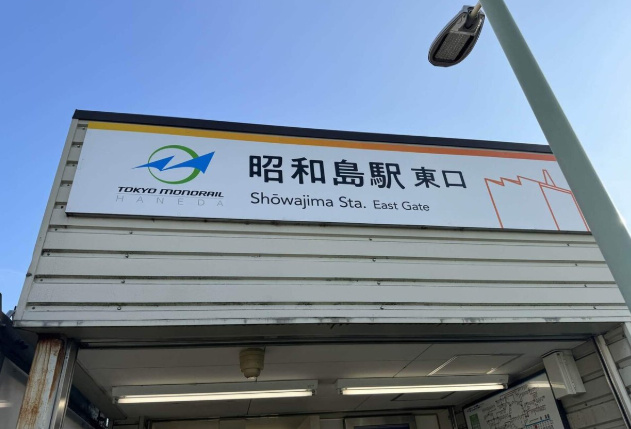 昭和島駅 東口
Shōwajima Sta. East Gate
TOKYO MONORAIL
HANEDA